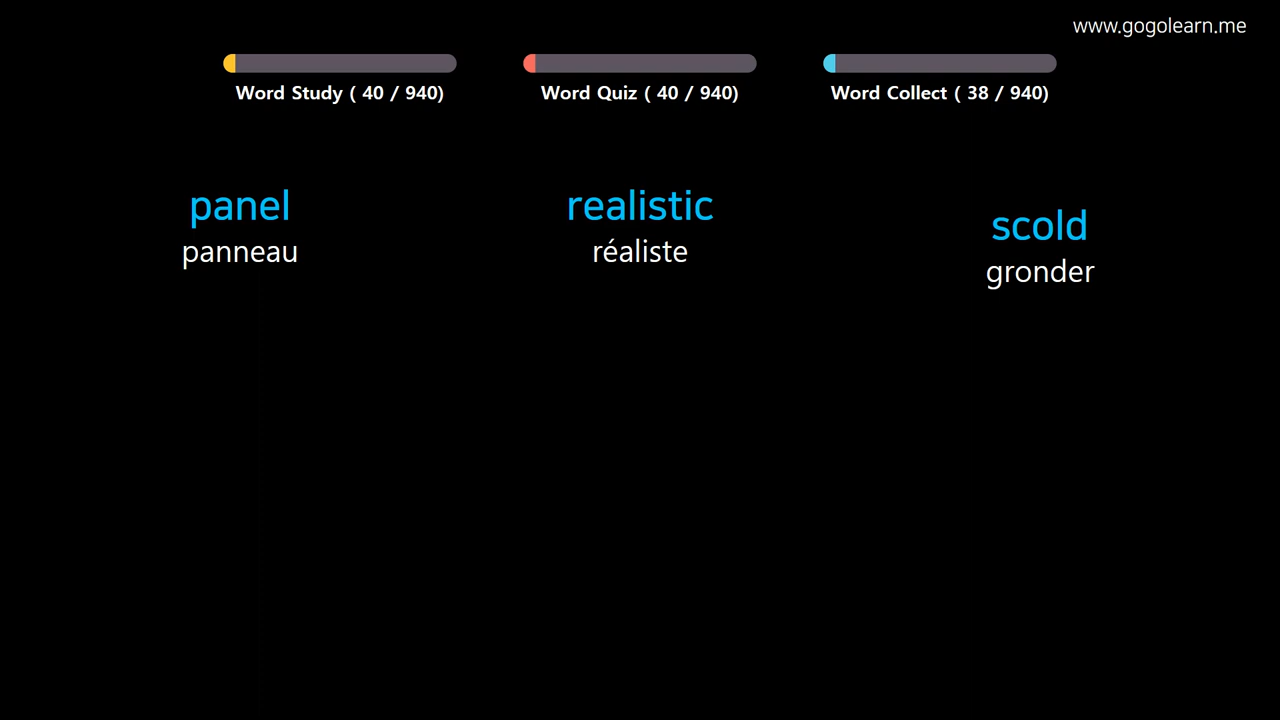 www.gogolearn.me
Word Study ( 40 / 940)
Word Quiz ( 40 / 940)
Word Collect ( 38 / 940)
panel
panneau
realistic
réaliste
scold
gronder